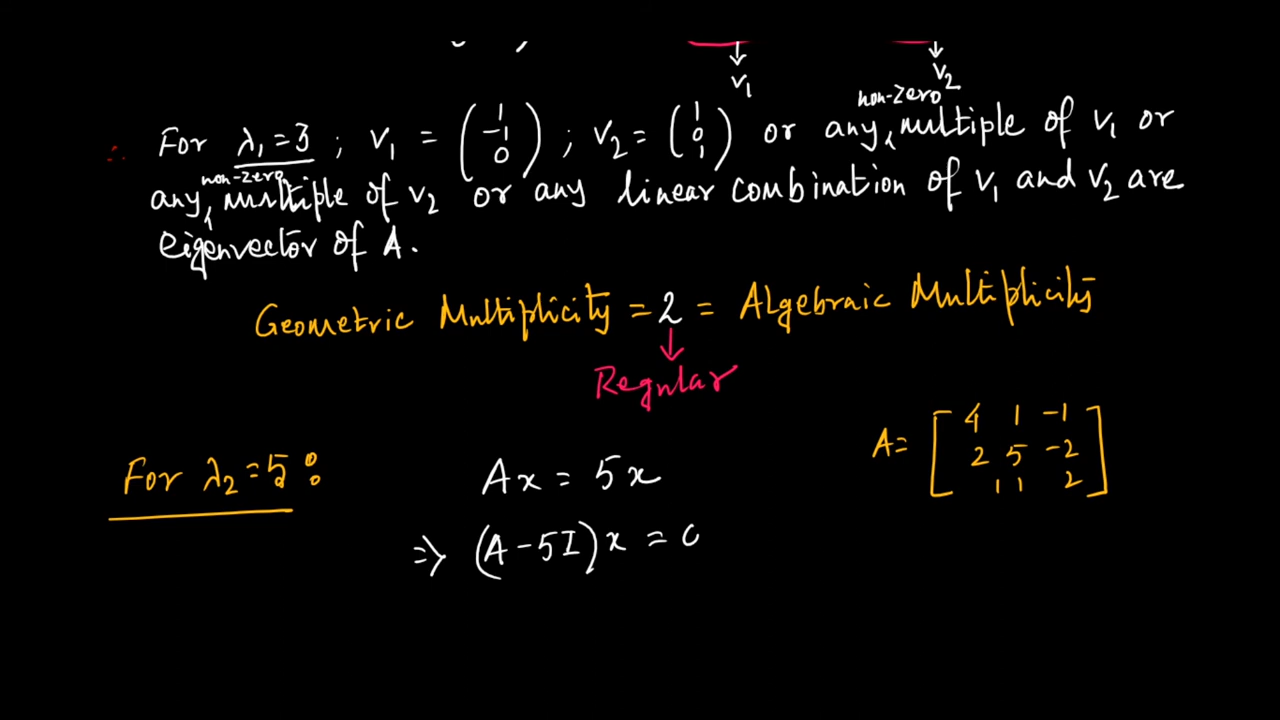 v₁ v₂
∴ For λ₁=3 ; v₁ = (1 -1 0) ; v₂ = (1 0 1) or any non-zero multiple of v₁ or
any non-zero multiple of v₂ or any linear combination of v₁ and v₂ are
eigenvector of A.
Geometric Multiplicity = 2 = Algebraic Multiplicity
Regular
A= [4 1 -1
2 5 -2
1 1 2]
For λ₂=5 :
Ax = 5x
⇒ (A-5I)x = 0